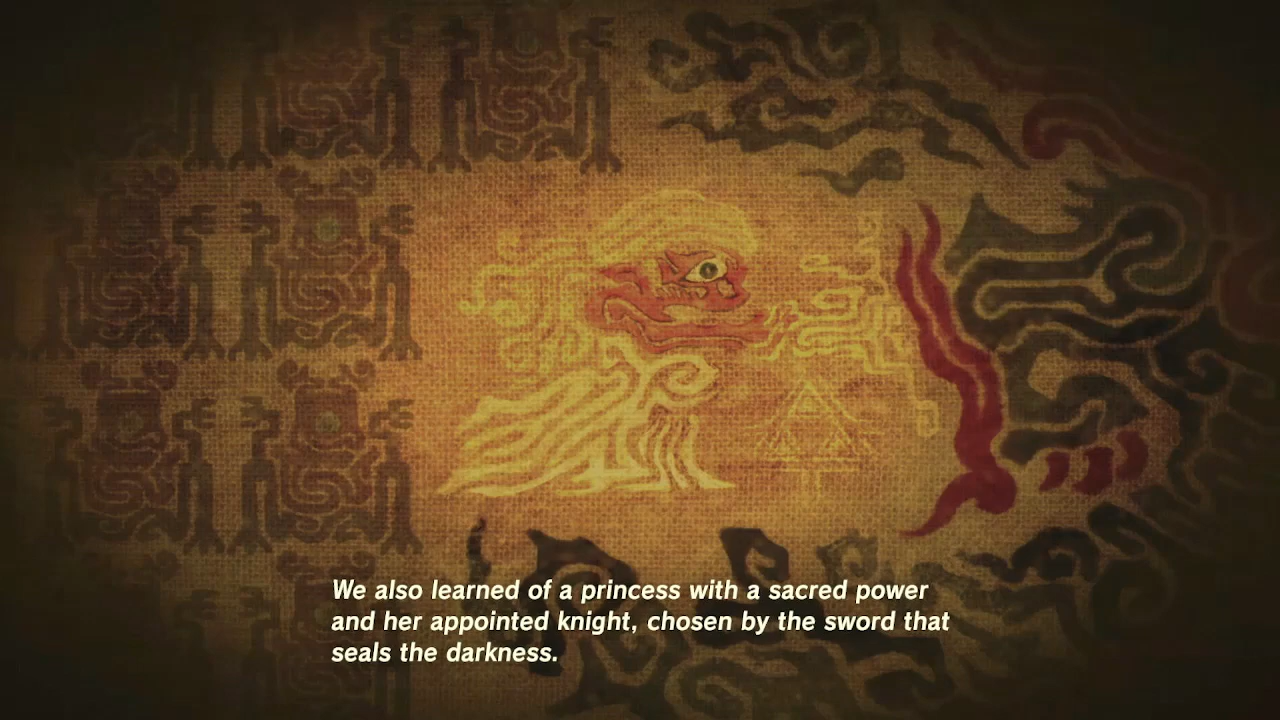 We also learned of a princess with a sacred power
and her appointed knight, chosen by the sword that
seals the darkness.